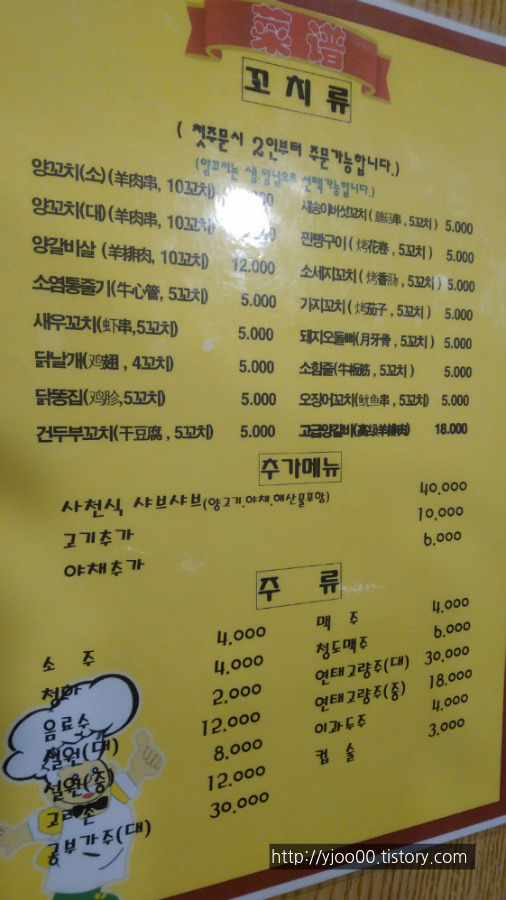 菜谱
꼬치류
( 첫주문시 2인부터 주문가능합니다.)
(양꼬치는 생,양념으로 선택가능합니다.)
양꼬치(소) (羊肉串, 10꼬치)
양꼬치(대) (羊肉串, 10꼬치)
양갈비살 (羊排肉, 10꼬치) 12.000
소염통줄기(牛心管, 5꼬치) 5.000
새우꼬치(虾串,5꼬치) 5.000
닭날개(鸡翅 , 4꼬치) 5.000
닭똥집(鸡胗,5꼬치) 5.000
건두부꼬치(干豆腐 , 5꼬치) 5.000
새송이버섯꼬치 ( 串 , 5꼬치) 5.000
찐빵구이 ( 烤花卷 , 5꼬치) 5.000
소세지꼬치 ( 烤香肠 , 5꼬치) 5.000
가지꼬치 ( 烤茄子 , 5꼬치) 5.000
돼지오돌뼈(月牙骨 , 5꼬치) 5.000
소힘줄(牛板筋 , 5꼬치 ) 5.000
오징어꼬치(鱿鱼串 , 5꼬치) 5.000
고급양갈비(高级羊排肉) 18.000
추가메뉴
사천식 샤브샤브(양고기.야채.해산물포함) 40.000
고기추가 10.000
야채추가 6.000
주 류
소 주 4.000
청하 4.000
음료수 2.000
설원(대) 12.000
설원(중) 8.000
고려촌 12.000
공부가주(대) 30.000
맥 주 4.000
청도맥주 6.000
연태고량주(대) 30.000
연태고량주(중) 18.000
이과두주 4.000
컵 술 3.000
http://yjoo00.tistory.com